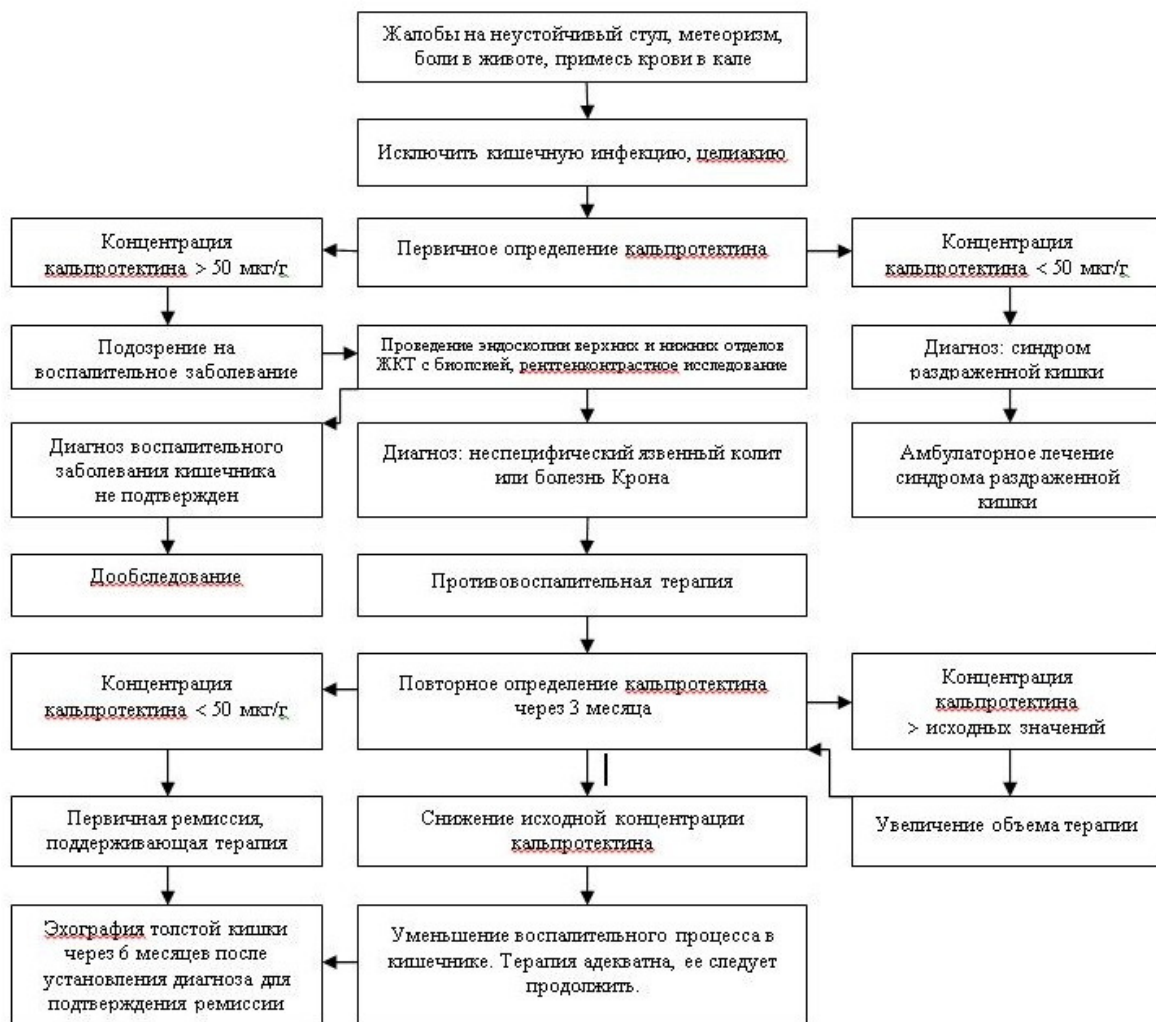 Жалобы на неустойчивый стул, метеоризм,
боли в животе, примесь крови в кале
Исключить кишечную инфекцию, целиакию
Концентрация
кальпротектина > 50 мкг/г
Первичное определение кальпротектина
Концентрация
кальпротектина < 50 мкг/г
Подозрение на
воспалительное заболевание
Проведение эндоскопии верхних и нижних отделов
ЖКТ с биопсией, рентгенконтрастное исследование
Диагноз: синдром
раздраженной кишки
Диагноз воспалительного
заболевания кишечника
не подтвержден
Диагноз: неспецифический язвенный колит
или болезнь Крона
Амбулаторное лечение
синдрома раздраженной
кишки
Дообследование
Противовоспалительная терапия
Концентрация
кальпротектина < 50 мкг/г
Повторное определение кальпротектина
через 3 месяца
Концентрация
кальпротектина
> исходных значений
Первичная ремиссия,
поддерживающая терапия
Снижение исходной концентрации
кальпротектина
Увеличение объема терапии
Эхография толстой кишки
через 6 месяцев после
установления диагноза для
подтверждения ремиссии
Уменьшение воспалительного процесса в
кишечнике. Терапия адекватна, ее следует
продолжить.